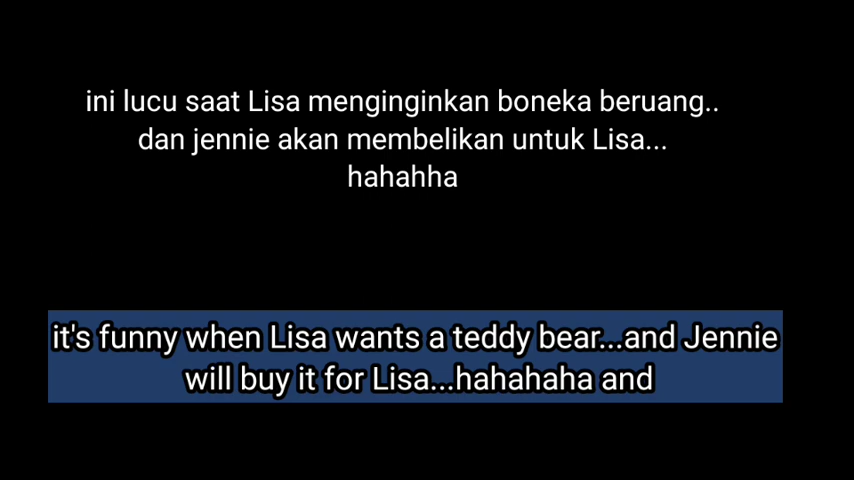 ini lucu saat Lisa menginginkan boneka beruang..
dan jennie akan membelikan untuk Lisa...
hahahha
it's funny when Lisa wants a teddy bear...and Jennie
will buy it for Lisa...hahahaha and